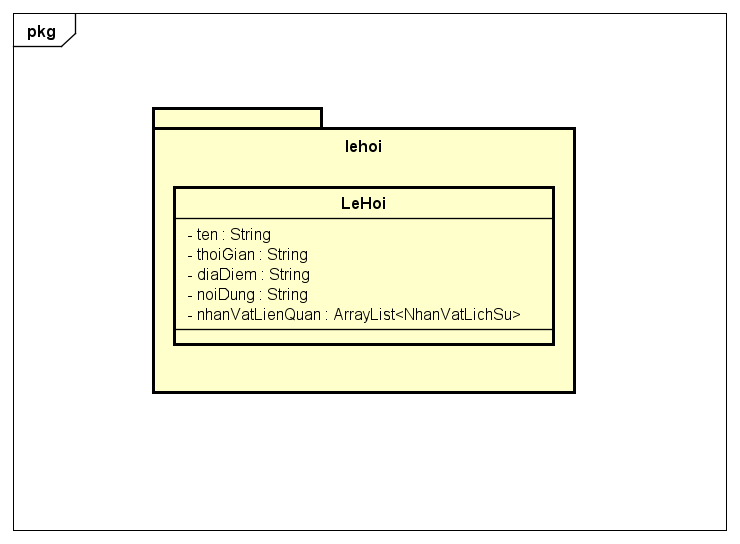 pkg
lehoi
LeHoi
- ten : String
- thoiGian : String
- diaDiem : String
- noiDung : String
- nhanVatLienQuan : ArrayList<NhanVatLichSu>